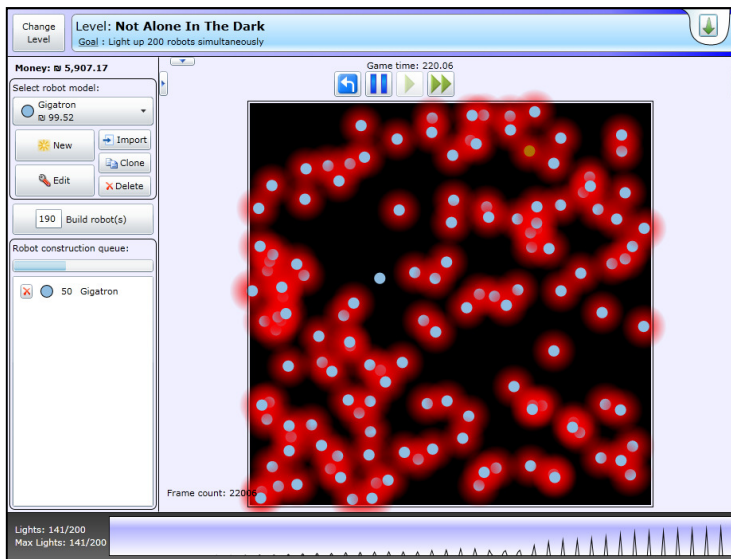 Change
Level
Level: Not Alone In The Dark
Goal : Light up 200 robots simultaneously
Money: ₪ 5,907.17
Game time: 220.06
Select robot model:
Gigatron
₪ 99.52
New
Import
Clone
Edit
Delete
190 Build robot(s)
Robot construction queue:
50 Gigatron
Frame count: 22006
Lights: 141/200
Max Lights: 141/200